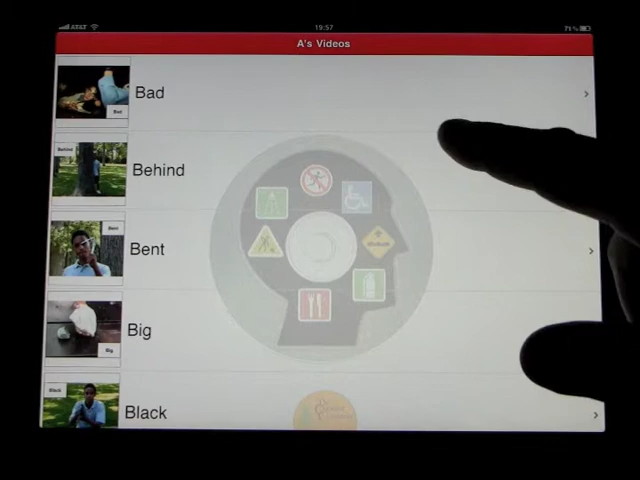 AT&T 19:57 71%
A's Videos
Bad
Bad
Behind
Behind
Bent
Bent
Big
Big
Black
Black